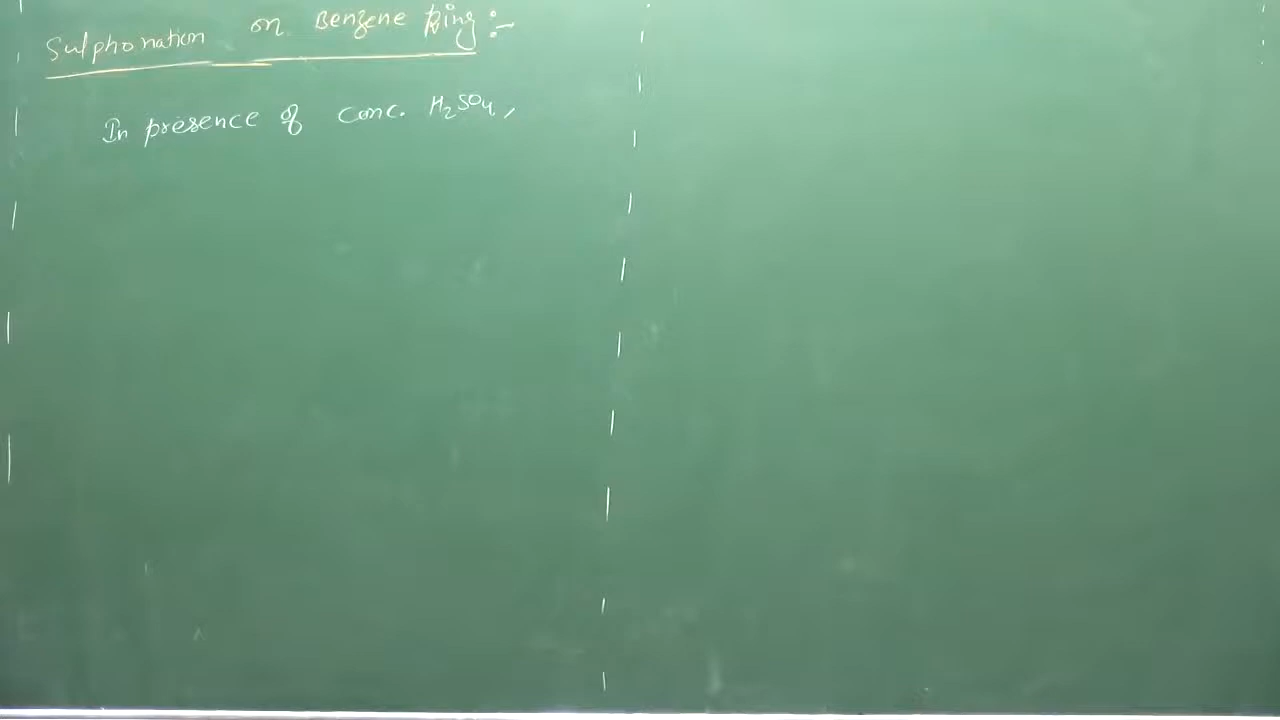 Sulphonation on Benzene Ring :-
In presence of conc. H₂SO₄,